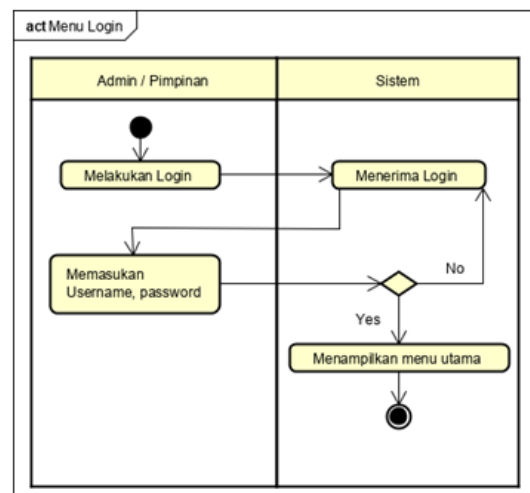 act Menu Login
Admin / Pimpinan
Sistem
Melakukan Login
Menerima Login
Memasukan
Username, password
No
Yes
Menampilkan menu utama